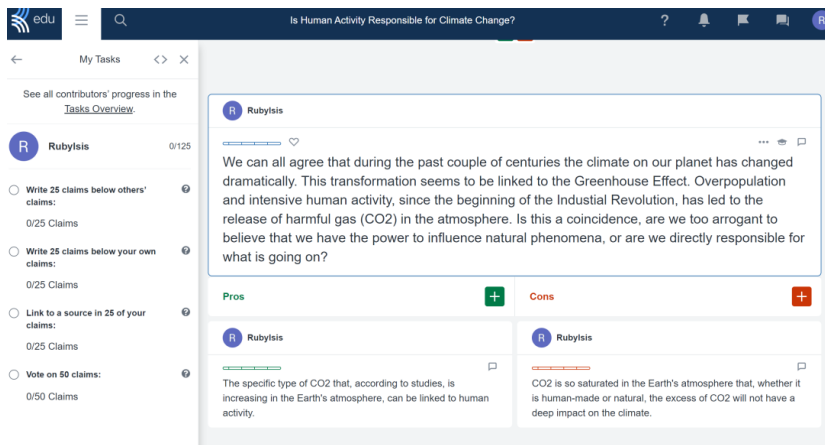 edu
Is Human Activity Responsible for Climate Change?
?
R
My Tasks
See all contributors' progress in the
Tasks Overview.
R
RubyIsis
0/125
Write 25 claims below others'
claims:
0/25 Claims
Write 25 claims below your own
claims:
0/25 Claims
Link to a source in 25 of your
claims:
0/25 Claims
Vote on 50 claims:
0/50 Claims
R
RubyIsis
We can all agree that during the past couple of centuries the climate on our planet has changed
dramatically. This transformation seems to be linked to the Greenhouse Effect. Overpopulation
and intensive human activity, since the beginning of the Industial Revolution, has led to the
release of harmful gas (CO2) in the atmosphere. Is this a coincidence, are we too arrogant to
believe that we have the power to influence natural phenomena, or are we directly responsible for
what is going on?
Pros
Cons
R
RubyIsis
The specific type of CO2 that, according to studies, is
increasing in the Earth's atmosphere, can be linked to human
activity.
R
RubyIsis
CO2 is so saturated in the Earth's atmosphere that, whether it
is human-made or natural, the excess of CO2 will not have a
deep impact on the climate.